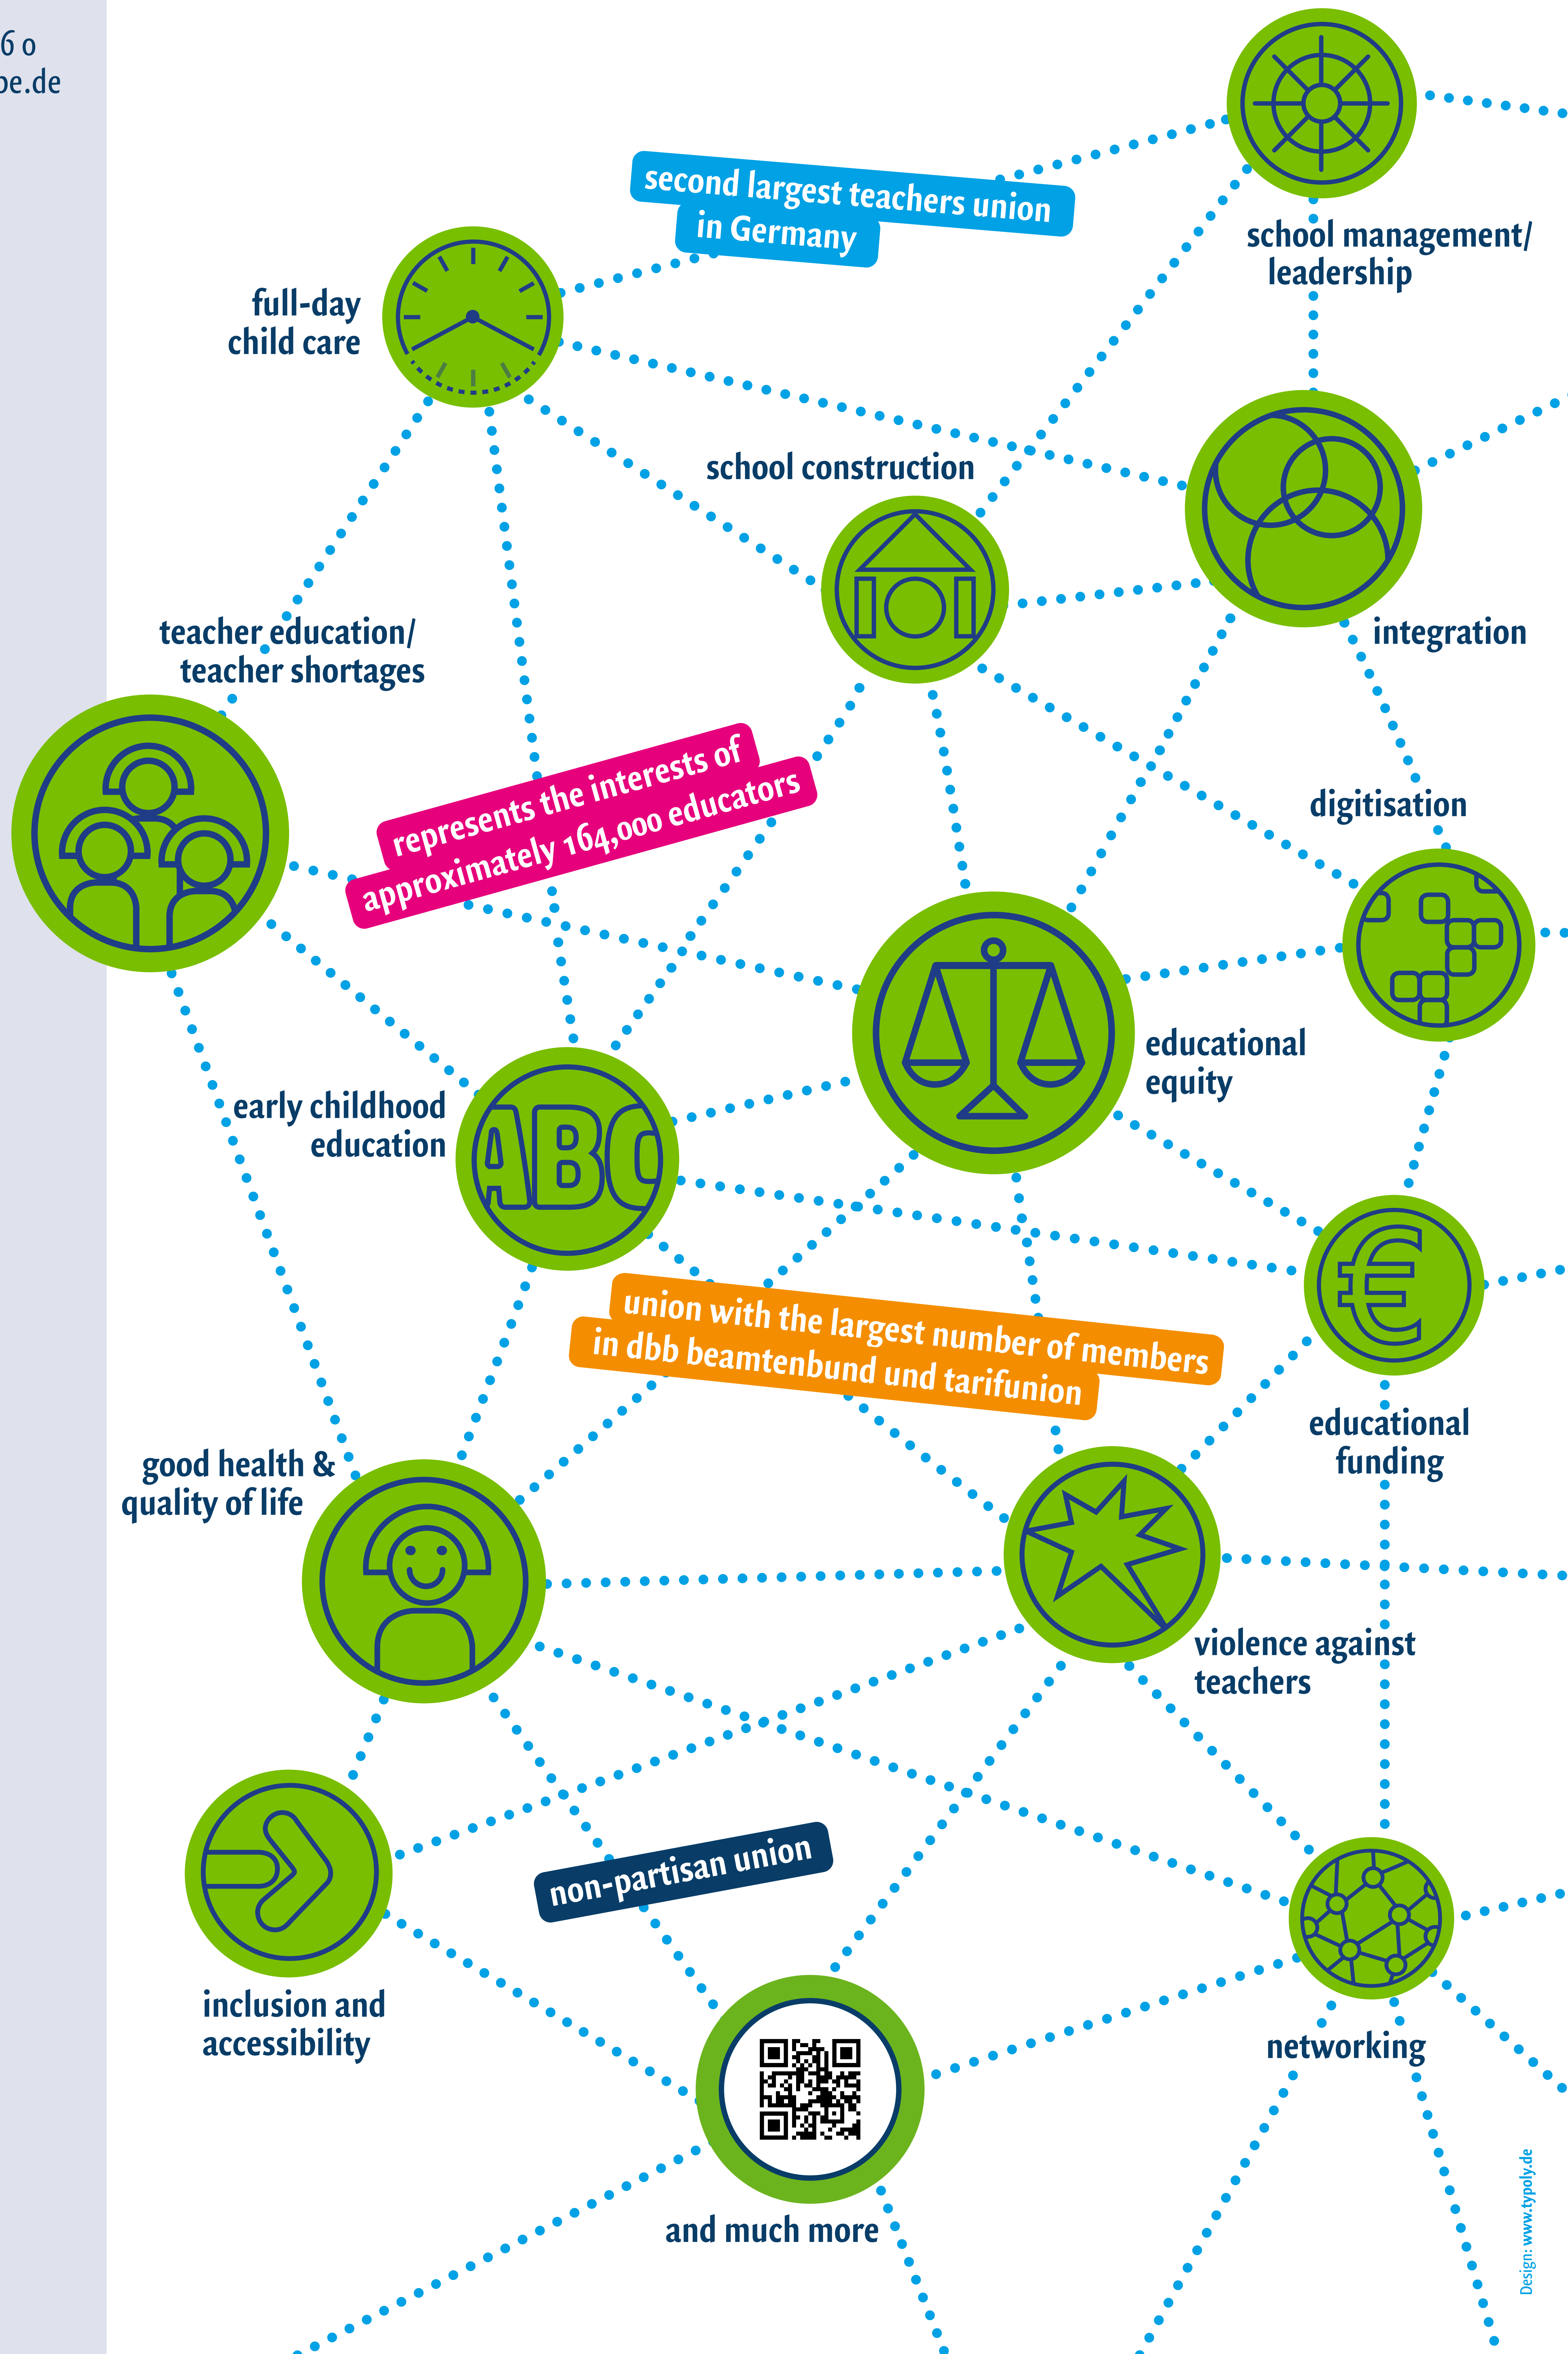 6 0
be.de
second largest teachers union
in Germany
school management/
leadership
full-day
child care
school construction
teacher education/
teacher shortages
integration
represents the interests of
approximately 164,000 educators
digitisation
educational
equity
early childhood
education
ABC
union with the largest number of members
in dbb beamtenbund und tarifunion
€
educational
funding
good health &
quality of life
violence against
teachers
non-partisan union
inclusion and
accessibility
networking
and much more
Design: www.typoly.de